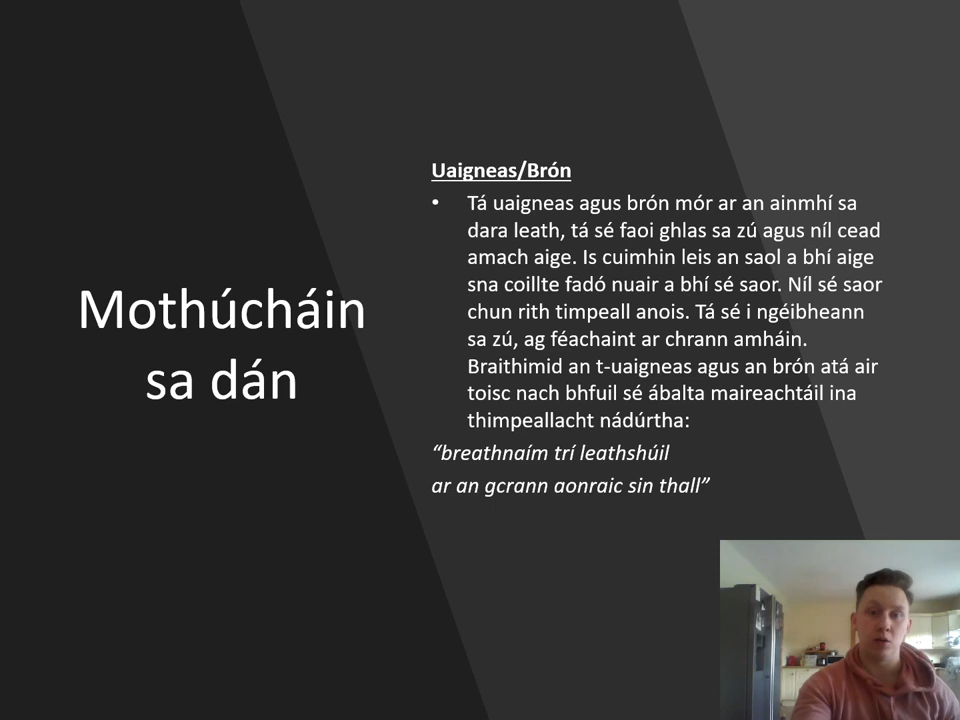 Mothúcháin
sa dán
Uaigneas/Brón
• Tá uaigneas agus brón mór ar an ainmhí sa
dara leath, tá sé faoi ghlas sa zú agus níl cead
amach aige. Is cuimhin leis an saol a bhí aige
sna coillte fadó nuair a bhí sé saor. Níl sé saor
chun rith timpeall anois. Tá sé i ngéibheann
sa zú, ag féachaint ar chrann amháin.
Braithimid an t-uaigneas agus an brón atá air
toisc nach bhfuil sé ábalta maireachtáil ina
thimpeallacht nádúrtha:
“breathnaím trí leathshúil
ar an gcrann aonraic sin thall”